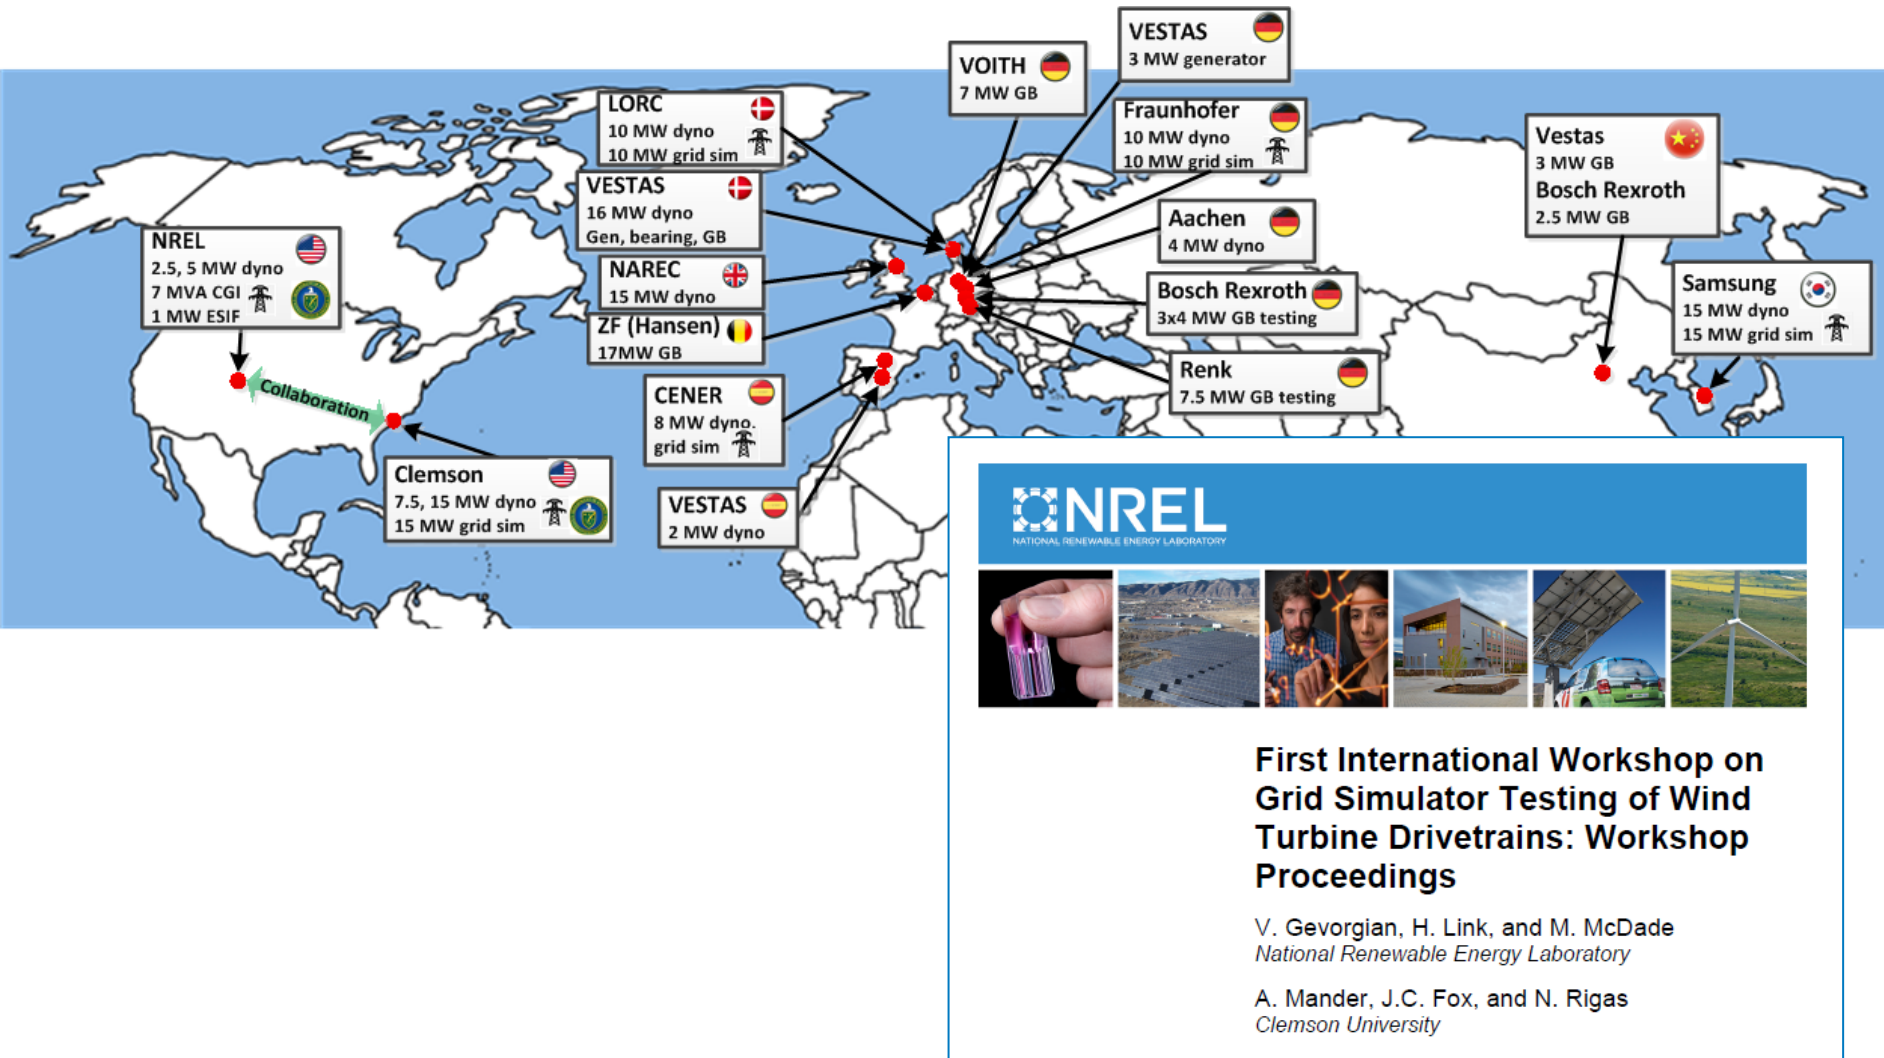 VESTAS
3 MW generator
VOITH
7 MW GB
LORC
10 MW dyno
10 MW grid sim
Fraunhofer
10 MW dyno
10 MW grid sim
Vestas
3 MW GB
Bosch Rexroth
2.5 MW GB
VESTAS
16 MW dyno
Gen, bearing, GB
Aachen
4 MW dyno
NREL
2.5, 5 MW dyno
7 MVA CGI
1 MW ESIF
NAREC
15 MW dyno
Bosch Rexroth
3x4 MW GB testing
Samsung
15 MW dyno
15 MW grid sim
ZF (Hansen)
17MW GB
Renk
7.5 MW GB testing
Collaboration
CENER
8 MW dyno.
grid sim
Clemson
7.5, 15 MW dyno
15 MW grid sim
VESTAS
2 MW dyno
NREL
NATIONAL RENEWABLE ENERGY LABORATORY
First International Workshop on
Grid Simulator Testing of Wind
Turbine Drivetrains: Workshop
Proceedings
V. Gevorgian, H. Link, and M. McDade
National Renewable Energy Laboratory
A. Mander, J.C. Fox, and N. Rigas
Clemson University